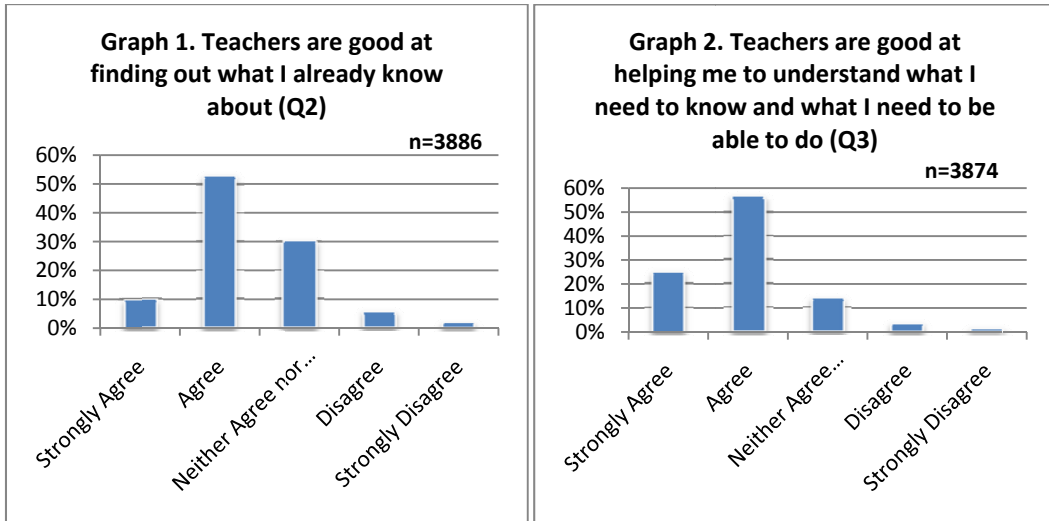 Graph 1. Teachers are good at
finding out what I already know
about (Q2)
n=3886
60%
50%
40%
30%
20%
10%
0%
Strongly Agree
Agree
Neither Agree nor...
Disagree
Strongly Disagree
Graph 2. Teachers are good at
helping me to understand what I
need to know and what I need to be
able to do (Q3)
n=3874
60%
50%
40%
30%
20%
10%
0%
Strongly Agree
Agree
Neither Agree...
Disagree
Strongly Disagree